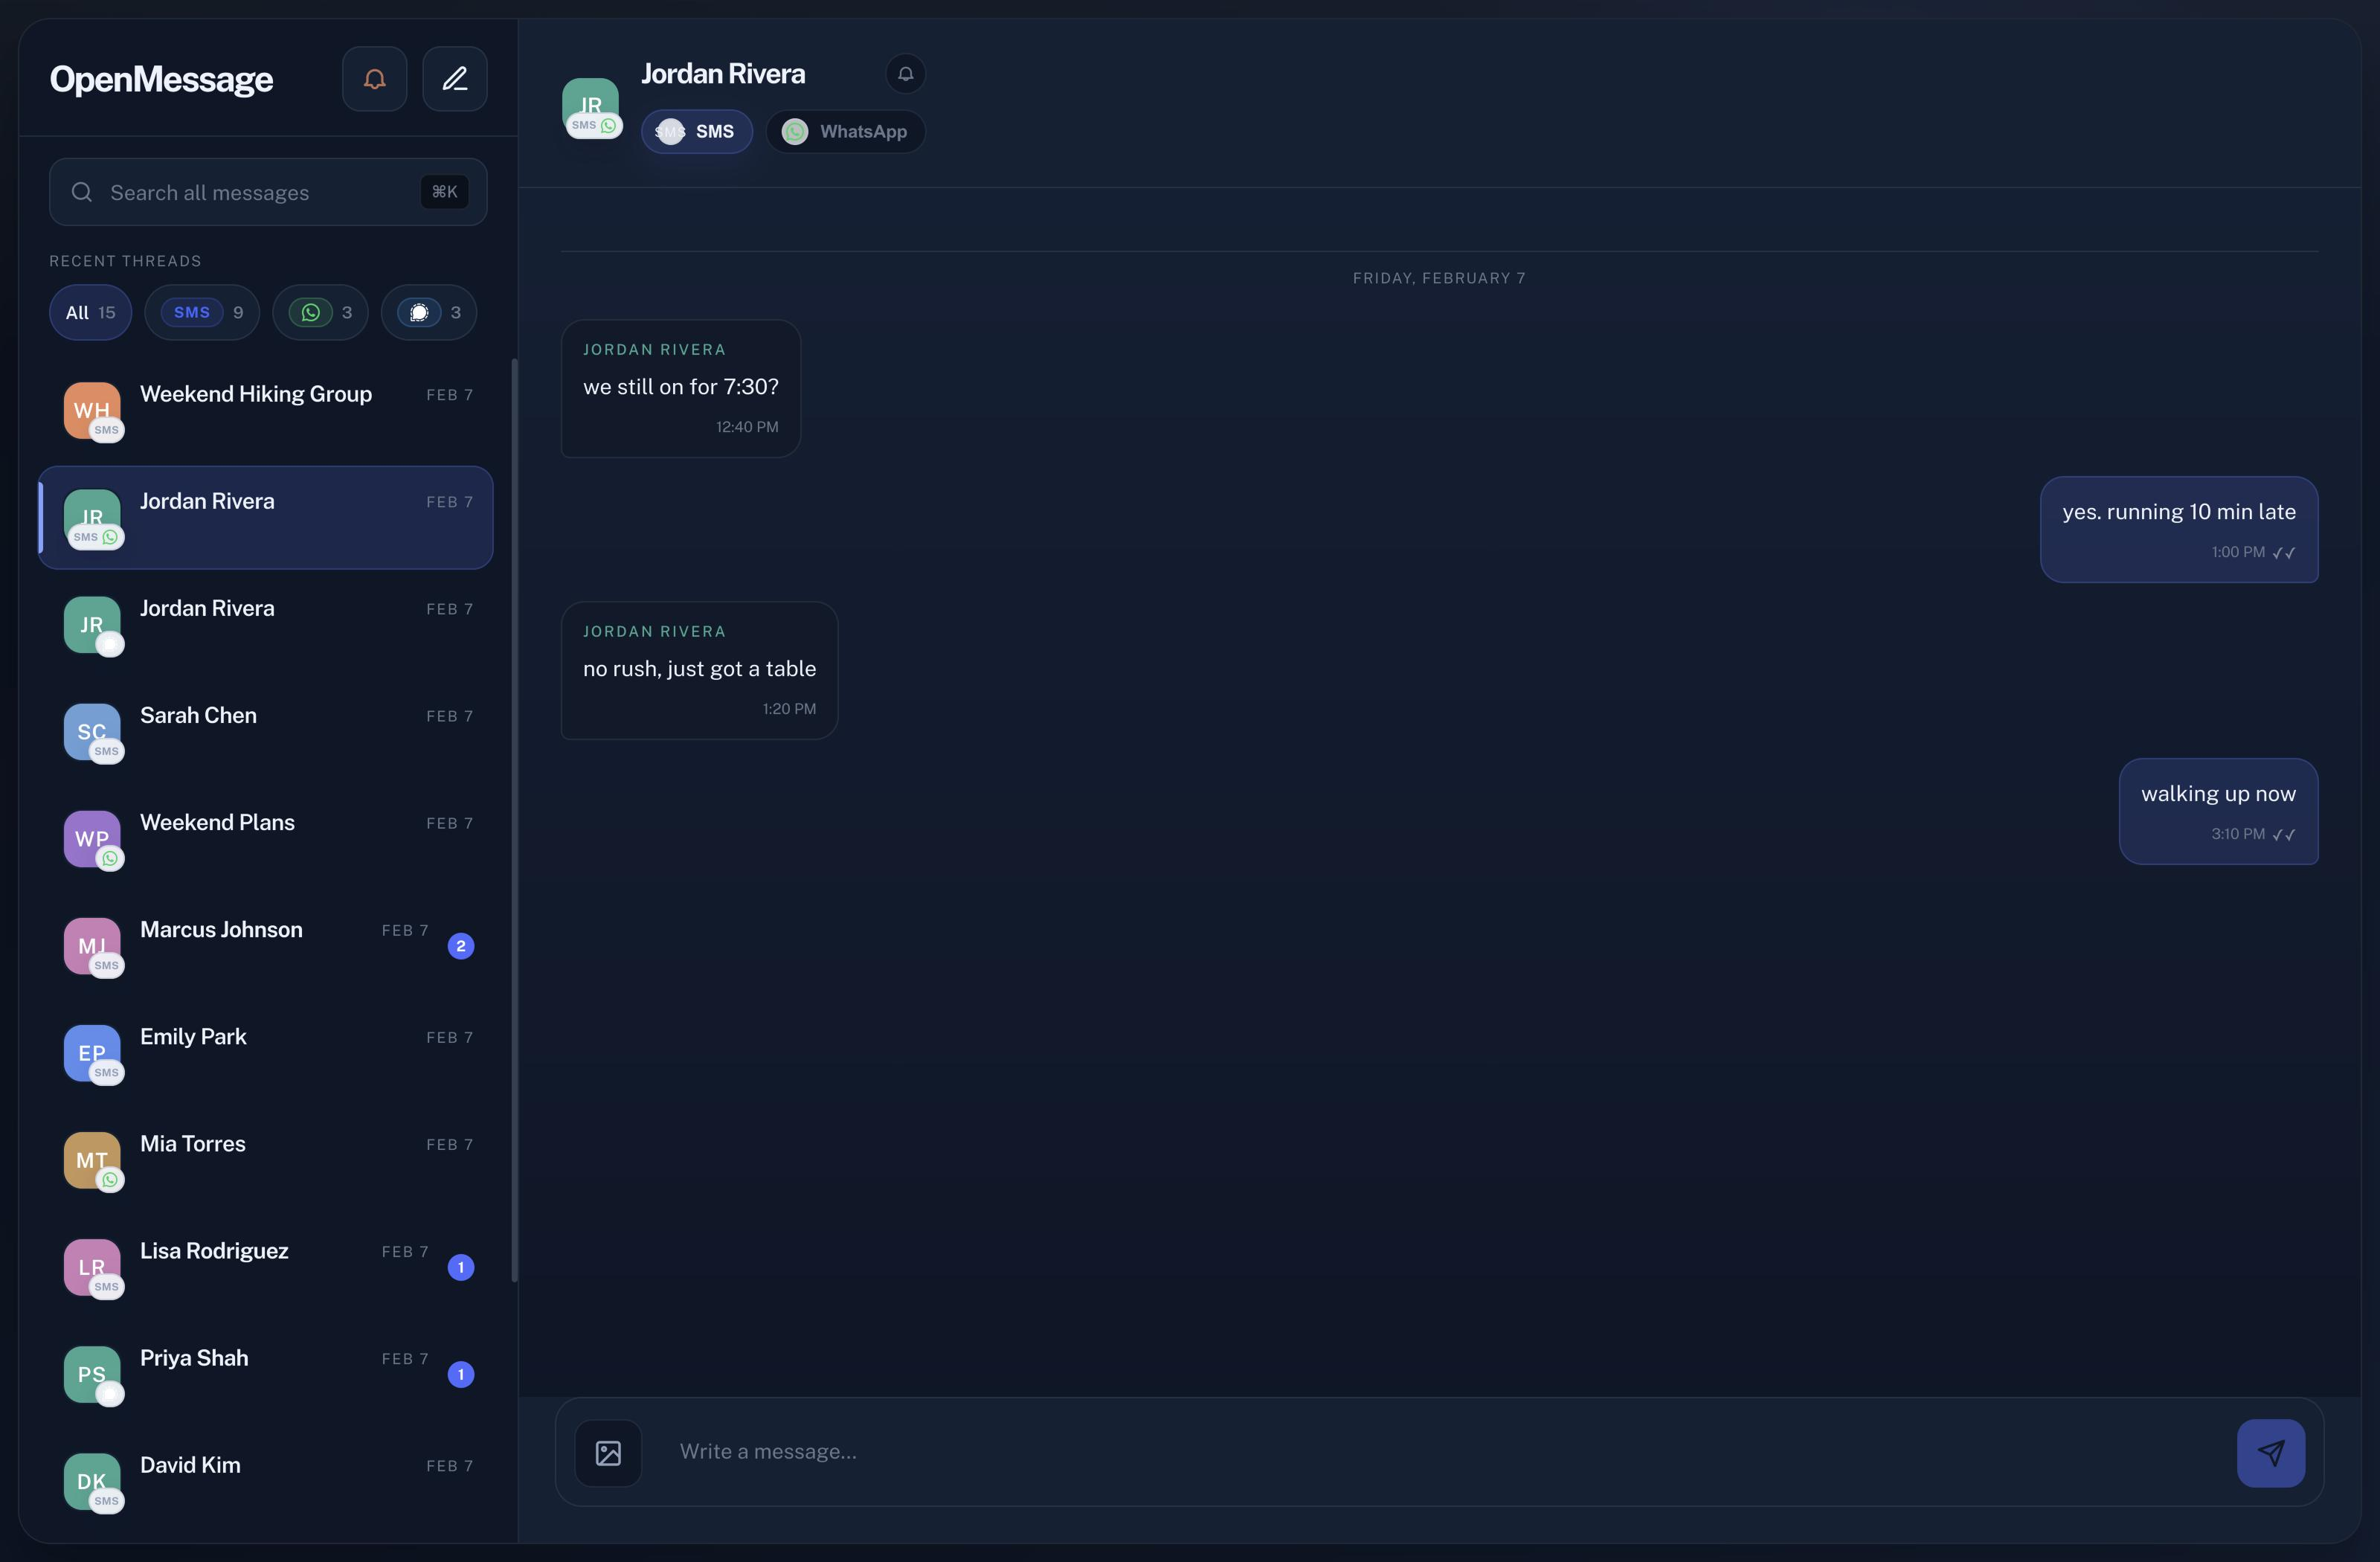 OpenMessage
Search all messages
⌘K
RECENT THREADS
All 15
SMS 9
3
3
WH
SMS
Weekend Hiking Group
FEB 7
JR
SMS
Jordan Rivera
FEB 7
JR
Jordan Rivera
FEB 7
SC
SMS
Sarah Chen
FEB 7
WP
Weekend Plans
FEB 7
MJ
SMS
Marcus Johnson
FEB 7
2
EP
SMS
Emily Park
FEB 7
MT
Mia Torres
FEB 7
LR
SMS
Lisa Rodriguez
FEB 7
1
PS
Priya Shah
FEB 7
1
DK
SMS
David Kim
FEB 7
JR
SMS
Jordan Rivera
SMS SMS
WhatsApp
FRIDAY, FEBRUARY 7
JORDAN RIVERA
we still on for 7:30?
12:40 PM
yes. running 10 min late
1:00 PM ✓✓
JORDAN RIVERA
no rush, just got a table
1:20 PM
walking up now
3:10 PM ✓✓
Write a message...